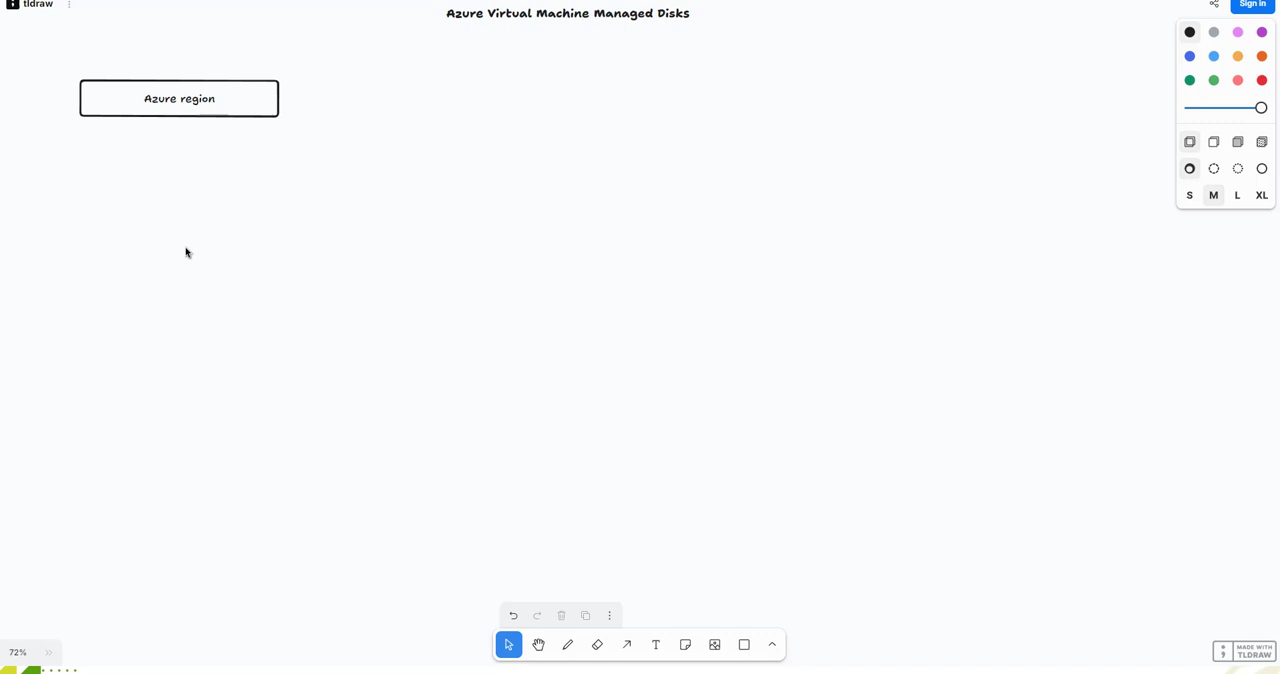 tldraw
Sign in
Azure Virtual Machine Managed Disks
Azure region
S M L XL
72%
MADE WITH
TLDRAW